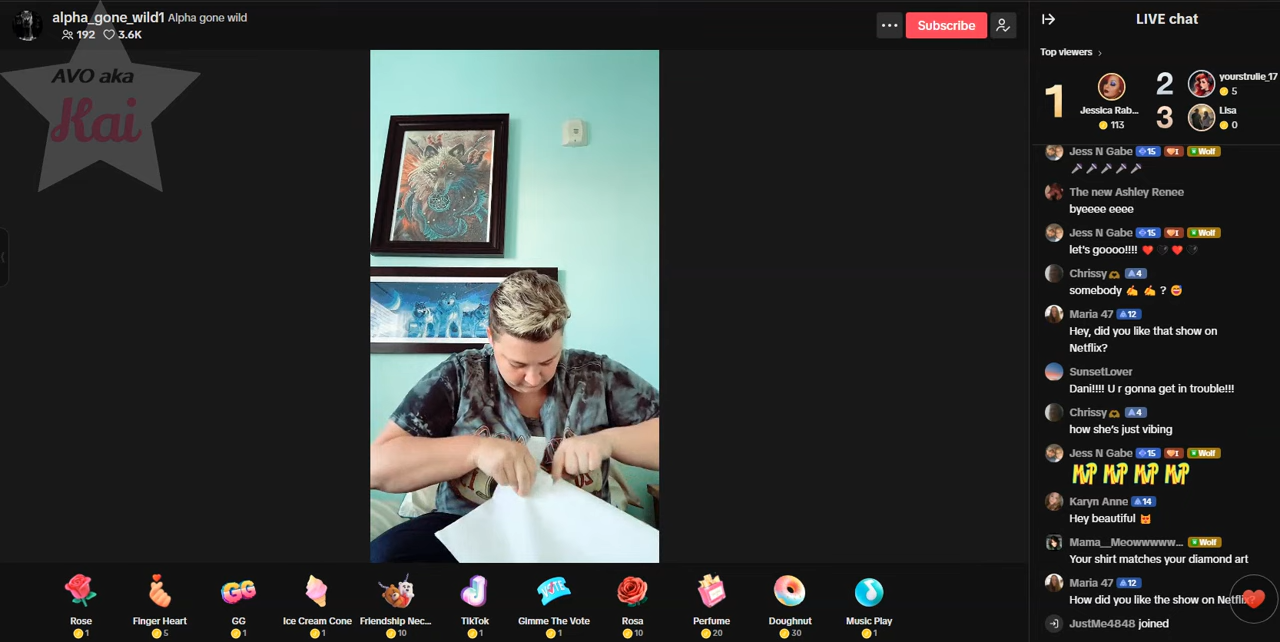 alpha_gone_wild1 Alpha gone wild
192 3.6K
Subscribe
AVO aka
Kai
LIVE chat
Top viewers
1
Jessica Rab...
113
2
yourstrulie_17
5
3
Lisa
0
Jess N Gabe 15 I Wolf
The new Ashley Renee
byeeee eeee
Jess N Gabe 15 I Wolf
let's goooo!!!!
Chrissy 4
somebody ?
Maria 47 12
Hey, did you like that show on
Netflix?
SunsetLover
Dani!!!! U r gonna get in trouble!!!
Chrissy 4
how she's just vibing
Jess N Gabe 15 I Wolf
Karyn Anne 14
Hey beautiful
Mama__Meowwwww... Wolf
Your shirt matches your diamond art
Maria 47 12
How did you like the show on Netflix?
JustMe4848 joined
Rose
1
Finger Heart
5
GG
1
Ice Cream Cone
1
Friendship Nec...
10
TikTok
1
Gimme The Vote
1
Rosa
10
Perfume
20
Doughnut
30
Music Play
1